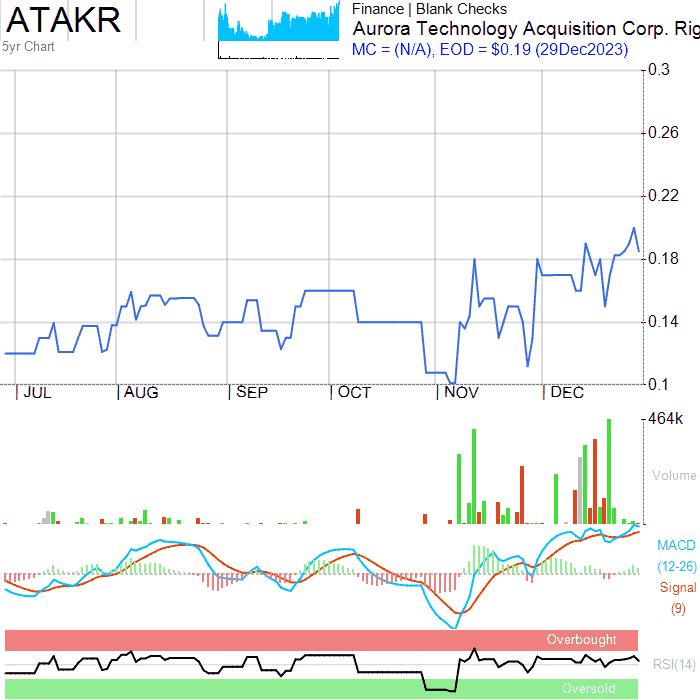 ATAKR
5yr Chart
Finance | Blank Checks
Aurora Technology Acquisition Corp. Rig
MC = (N/A), EOD = $0.19 (29Dec2023)
0.3
0.26
0.22
0.18
0.14
0.1
JUL AUG SEP OCT NOV DEC
464k
Volume
MACD
(12-26)
Signal
(9)
Overbought
RSI(14)
Oversold